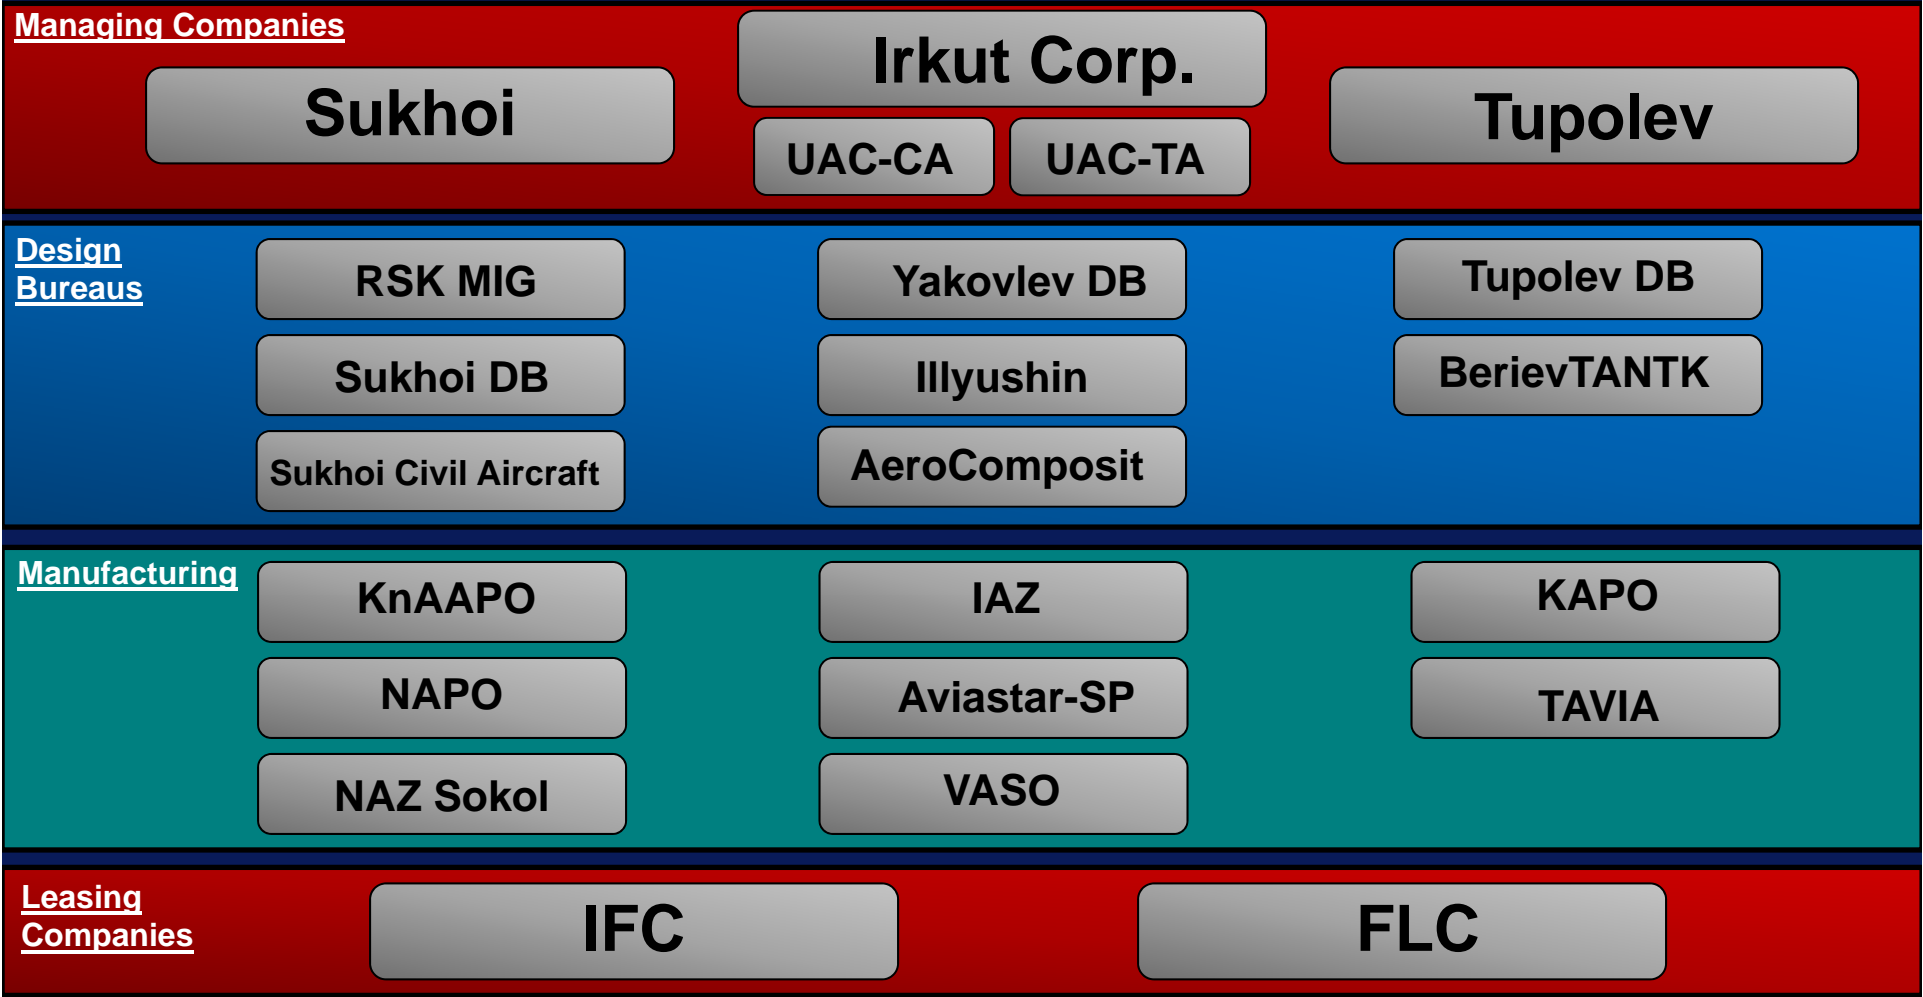 Managing Companies
Sukhoi
Irkut Corp.
Tupolev
UAC-CA
UAC-TA
Design
Bureaus
RSK MIG
Yakovlev DB
Tupolev DB
Sukhoi DB
Illyushin
BerievTANTK
Sukhoi Civil Aircraft
AeroComposit
Manufacturing
KnAAPO
IAZ
KAPO
NAPO
Aviastar-SP
TAVIA
NAZ Sokol
VASO
Leasing
Companies
IFC
FLC